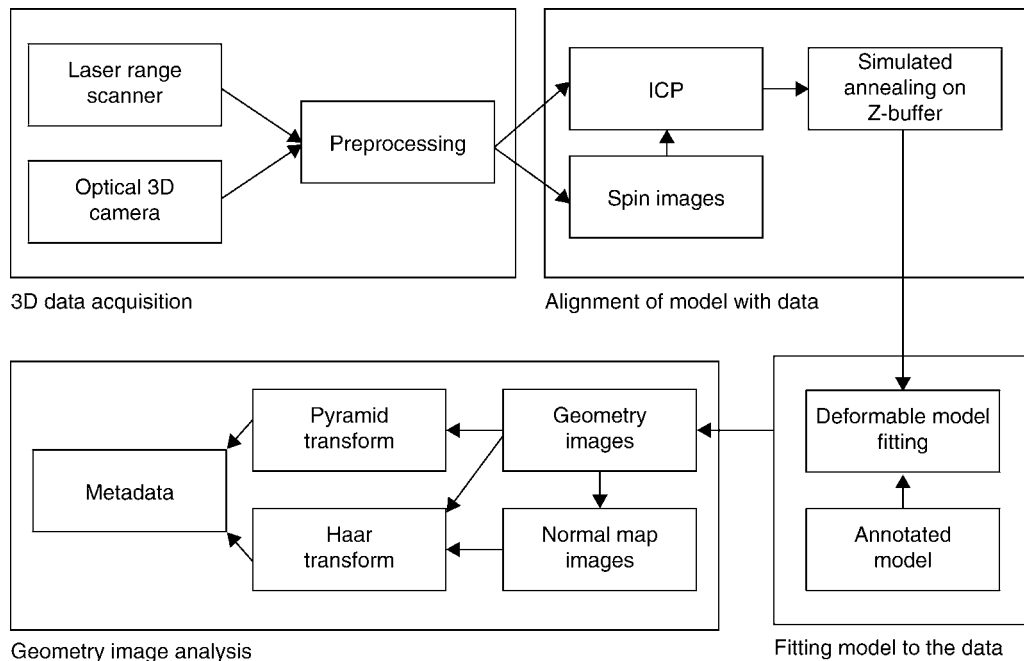 Laser range
scanner
Optical 3D
camera
Preprocessing
3D data acquisition
ICP
Spin images
Simulated
annealing on
Z-buffer
Alignment of model with data
Deformable model
fitting
Annotated
model
Fitting model to the data
Geometry
images
Normal map
images
Pyramid
transform
Haar
transform
Metadata
Geometry image analysis